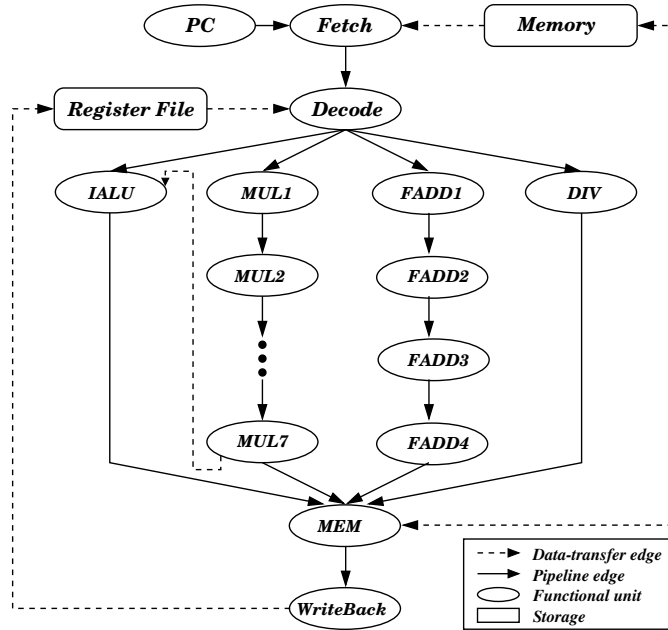 PC Fetch Memory
Register File Decode
IALU MUL1 FADD1 DIV
MUL2 FADD2
FADD3
MUL7 FADD4
MEM
WriteBack
Data-transfer edge
Pipeline edge
Functional unit
Storage